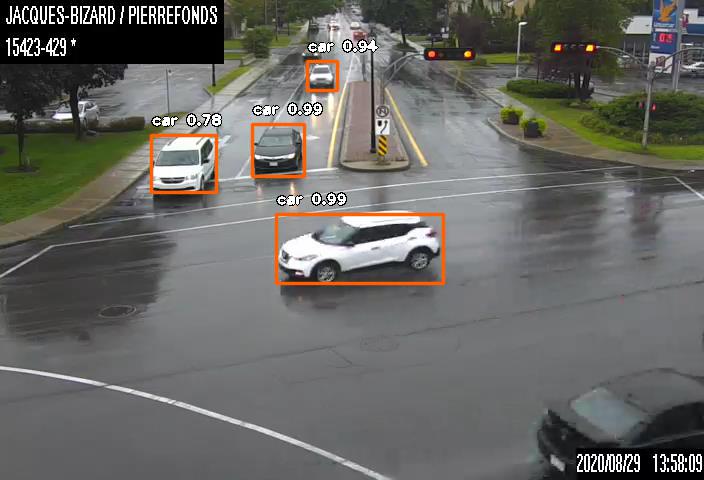 JACQUES-BIZARD / PIERREFONDS
15423-429 *
car 0.94
car 0.99
car 0.78
car 0.99
2020/08/29 13:58:09